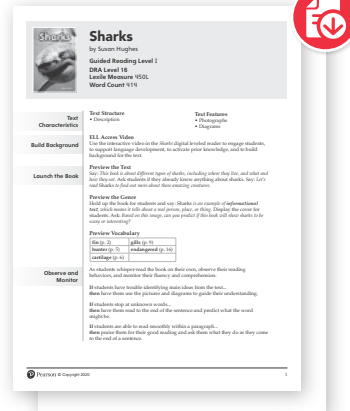 Sharks
Sharks
by Susan Hughes
Guided Reading Level I
DRA Level 16
Lexile Measure 450L
Word Count 414
Text
Characteristics
Text Structure
• Description
Text Features
• Photographs
• Diagrams
Build Background
ELL Access Video
Use the interactive video in the Sharks digital leveled reader to engage students,
to support language development, to activate prior knowledge, and to build
background for the text.
Launch the Book
Preview the Text
Say: This book is about different types of sharks, including where they live, and what and
how they eat. Ask students if they already know anything about sharks. Say: Let's
read Sharks to find out more about these amazing creatures.
Preview the Genre
Hold up the book for students and say: Sharks is an example of informational
text, which means it tells about a real person, place, or thing. Display the cover for
students. Ask: Based on this image, can you predict if this book will show sharks to be
scary or interesting?
Preview Vocabulary
fin (p. 2) gills (p. 9)
hunter (p. 5) endangered (p. 16)
cartilage (p. 6)
Observe and
Monitor
As students whisper-read the book on their own, observe their reading
behaviors, and monitor their fluency and comprehension.
If students have trouble identifying main ideas from the text...
then have them use the pictures and diagrams to guide their understanding.
If students stop at unknown words...
then have them read to the end of the sentence and predict what the word
might be.
If students are able to read smoothly within a paragraph...
then praise them for their good reading and ask them what they do as they come
to the end of a sentence.
Pearson © Copyright 2020
1